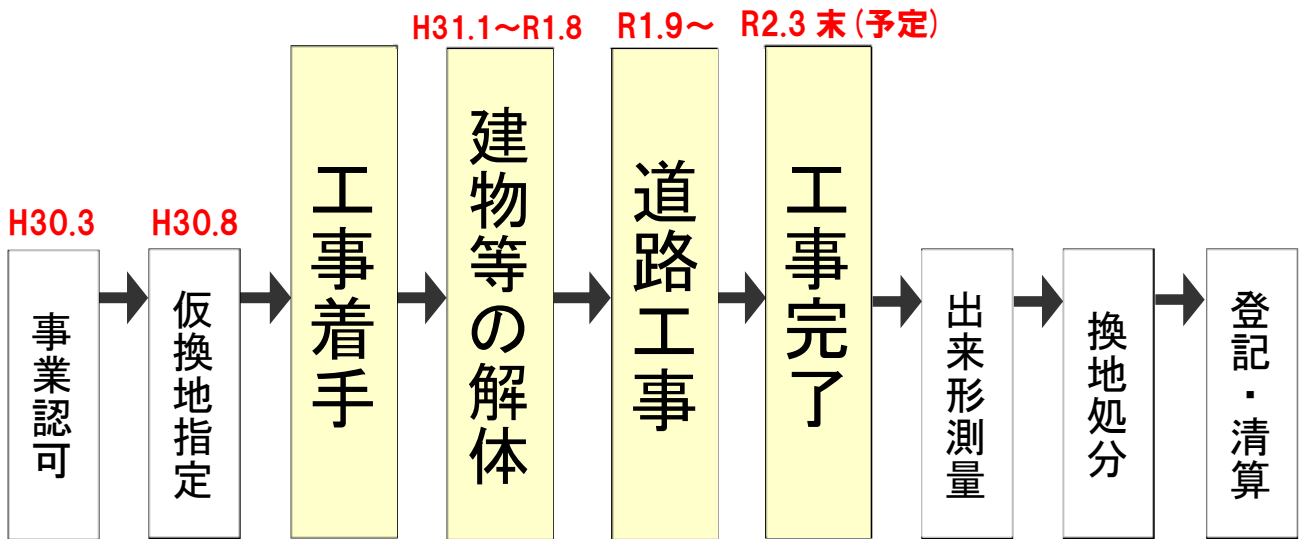 H30.3
事業認可
H30.8
仮換地指定
工事着手
H31.1～R1.8
建物等の解体
R1.9～
道路工事
R2.3 末(予定)
工事完了
出来形測量
換地処分
登記・清算